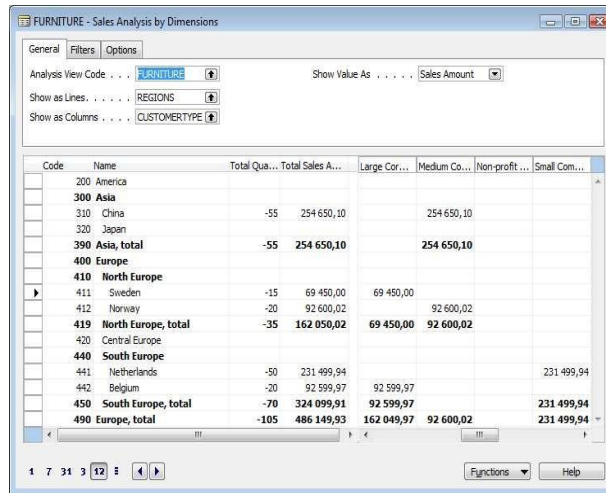 FURNITURE - Sales Analysis by Dimensions
General Filters Options
Analysis View Code . . . FURNITURE Show Value As . . . . . Sales Amount
Show as Lines. . . . . . REGIONS
Show as Columns . . . . CUSTOMERTYPE
Code Name Total Qua... Total Sales A... Large Cor... Medium Co... Non-profit ... Small Com...
200 America
300 Asia
310 China -55 254 650,10 254 650,10
320 Japan
390 Asia, total -55 254 650,10 254 650,10
400 Europe
410 North Europe
411 Sweden -15 69 450,00 69 450,00
412 Norway -20 92 600,02 92 600,02
419 North Europe, total -35 162 050,02 69 450,00 92 600,02
420 Central Europe
440 South Europe
441 Netherlands -50 231 499,94 231 499,94
442 Belgium -20 92 599,97 92 599,97
450 South Europe, total -70 324 099,91 92 599,97 231 499,94
490 Europe, total -105 486 149,93 162 049,97 92 600,02 231 499,94
1 7 31 3 12 Functions Help